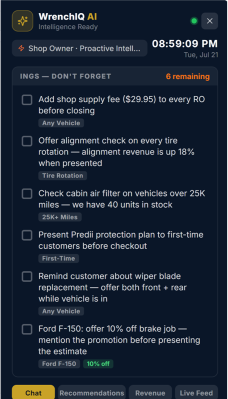 WrenchIQ AI
Intelligence Ready
Shop Owner · Proactive Intell...
08:59:09 PM
Tue, Jul 21
INGS — DON'T FORGET
6 remaining
Add shop supply fee ($29.95) to every RO
before closing
Any Vehicle
Offer alignment check on every tire
rotation — alignment revenue is up 18%
when presented
Tire Rotation
Check cabin air filter on vehicles over 25K
miles — we have 40 units in stock
25K+ Miles
Present Predii protection plan to first-time
customers before checkout
First-Time
Remind customer about wiper blade
replacement — offer both front + rear
while vehicle is in
Any Vehicle
Ford F-150: offer 10% off brake job —
mention the promotion before presenting
the estimate
Ford F-150 10% off
Chat Recommendations Revenue Live Feed